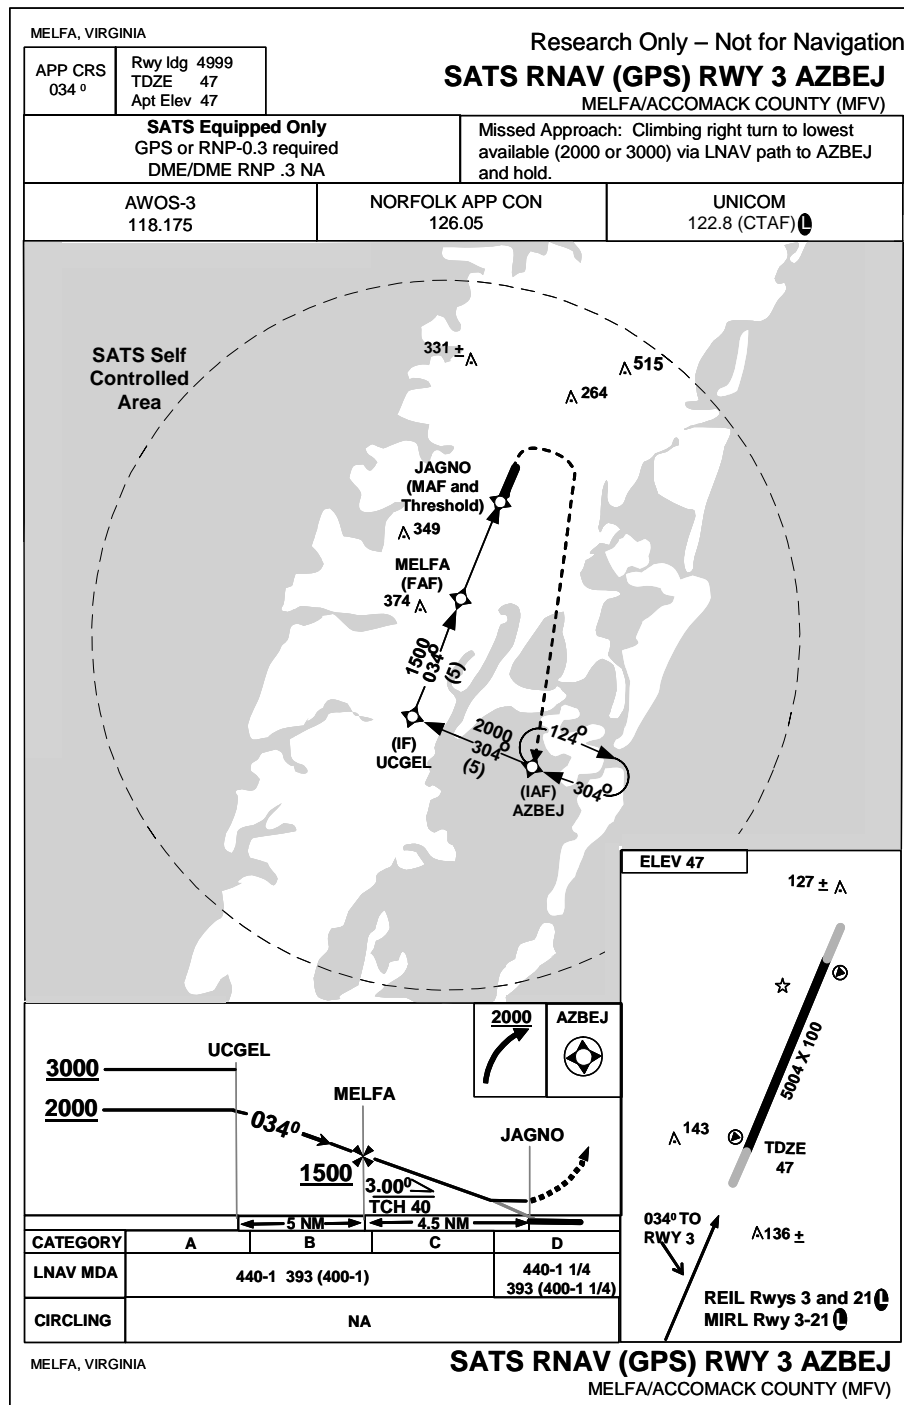 MELFA, VIRGINIA
Research Only – Not for Navigation
APP CRS
034 º
Rwy ldg 4999
TDZE 47
Apt Elev 47
SATS RNAV (GPS) RWY 3 AZBEJ
MELFA/ACCOMACK COUNTY (MFV)
SATS Equipped Only
GPS or RNP-0.3 required
DME/DME RNP .3 NA
Missed Approach: Climbing right turn to lowest
available (2000 or 3000) via LNAV path to AZBEJ
and hold.
AWOS-3
118.175
NORFOLK APP CON
126.05
UNICOM
122.8 (CTAF) L
SATS Self
Controlled
Area
331 ±
515
264
JAGNO
(MAF and
Threshold)
349
MELFA
(FAF)
374
1500
034º
(5)
(IF)
UCGEL
2000
304º
(5)
124º
304º
(IAF)
AZBEJ
ELEV 47
127 ±
5004 X 100
143
TDZE
47
034º TO
RWY 3
136 ±
REIL Rwys 3 and 21 L
MIRL Rwy 3-21 L
2000
AZBEJ
UCGEL
3000
2000
034º
MELFA
1500
3.00º
TCH 40
JAGNO
5 NM
4.5 NM
CATEGORY A B C D
LNAV MDA
440-1 393 (400-1)
440-1 1/4
393 (400-1 1/4)
CIRCLING
NA
MELFA, VIRGINIA
SATS RNAV (GPS) RWY 3 AZBEJ
MELFA/ACCOMACK COUNTY (MFV)